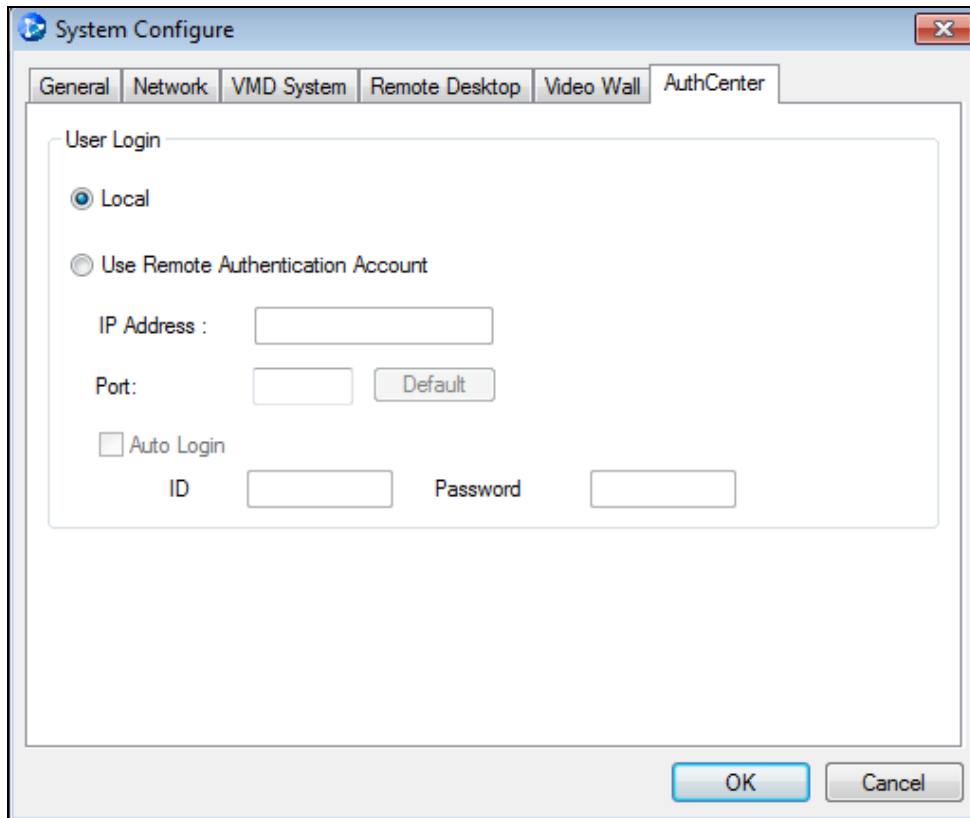 System Configure
General Network VMD System Remote Desktop Video Wall AuthCenter
User Login
Local
Use Remote Authentication Account
IP Address :
Port: Default
Auto Login
ID Password
OK Cancel